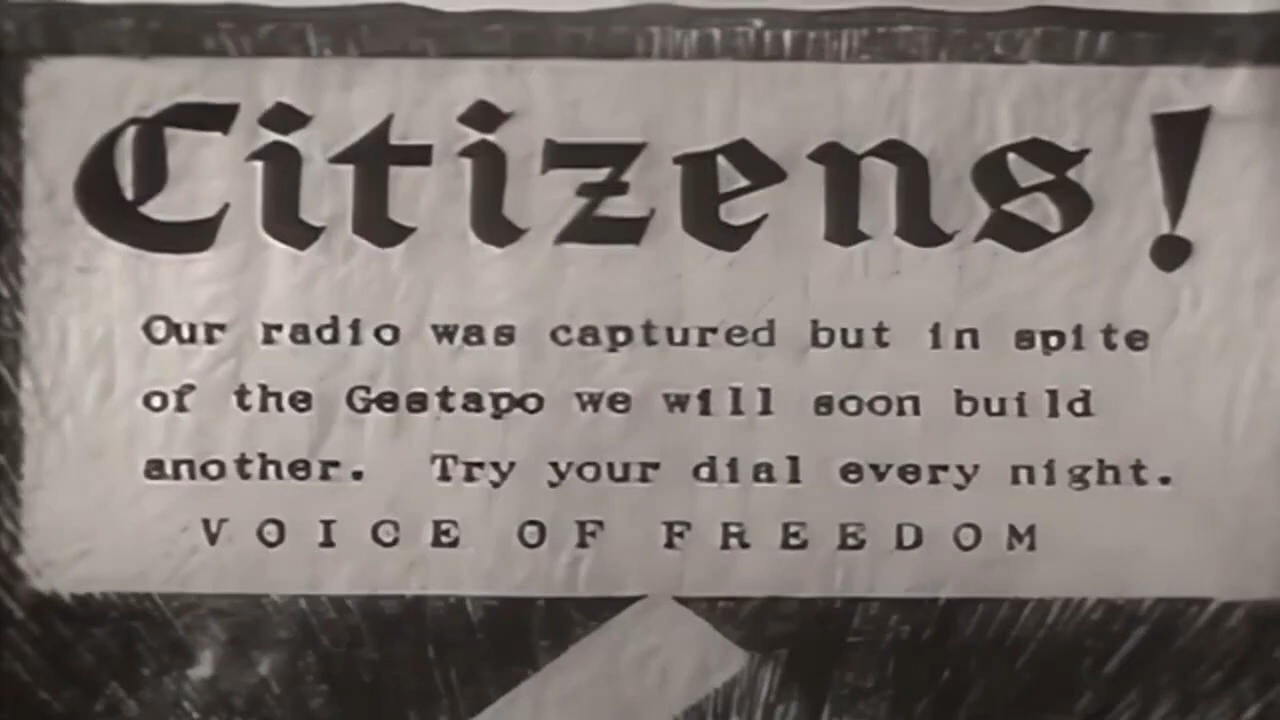 Citizens!
Our radio was captured but in spite
of the Gestapo we will soon build
another. Try your dial every night.
VOICE OF FREEDOM